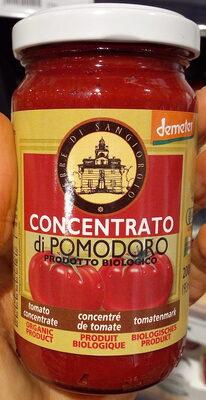 demeter
TERRE DI SANGIORGIO
CONCENTRATO
di POMODORO
PRODOTTO BIOLOGICO
tomato
concentrate
ORGANIC
PRODUCT
concentré
de tomate
PRODUIT
BIOLOGIQUE
tomatenmark
BIOLOGISCHES
PRODUKT